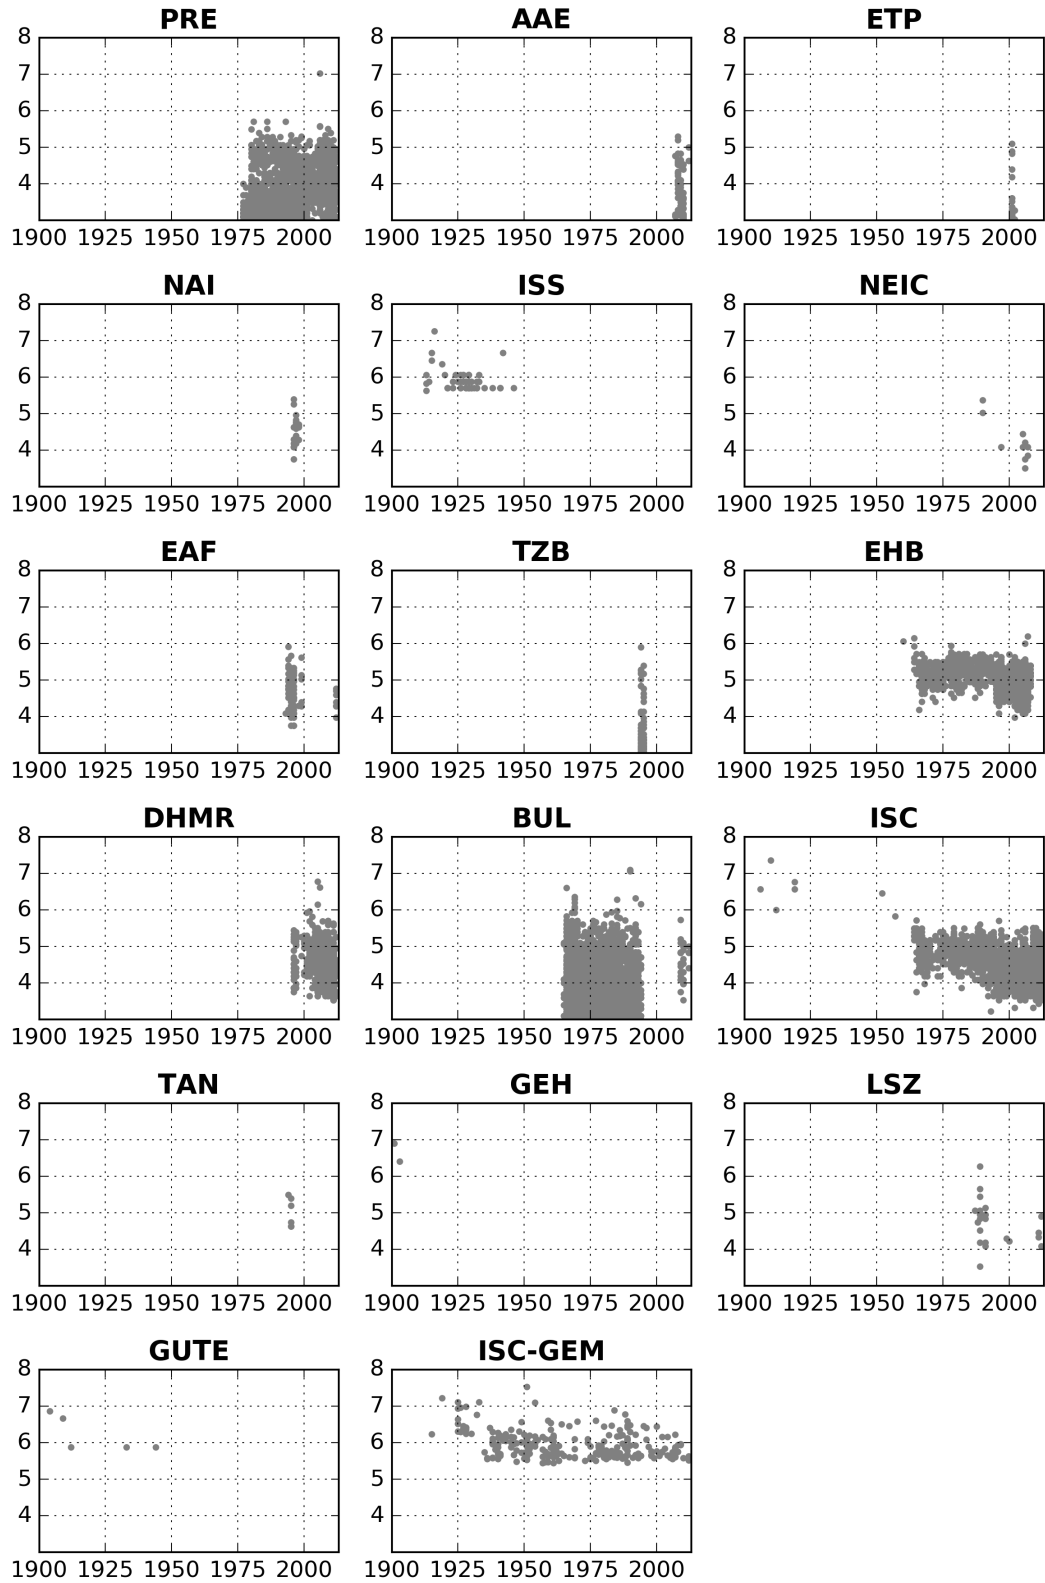 PRE AAE ETP
8 8 8
7 7 7
6 6 6
5 5 5
4 4 4
1900 1925 1950 1975 2000 1900 1925 1950 1975 2000 1900 1925 1950 1975 2000
NAI ISS NEIC
8 8 8
7 7 7
6 6 6
5 5 5
4 4 4
1900 1925 1950 1975 2000 1900 1925 1950 1975 2000 1900 1925 1950 1975 2000
EAF TZB EHB
8 8 8
7 7 7
6 6 6
5 5 5
4 4 4
1900 1925 1950 1975 2000 1900 1925 1950 1975 2000 1900 1925 1950 1975 2000
DHMR BUL ISC
8 8 8
7 7 7
6 6 6
5 5 5
4 4 4
1900 1925 1950 1975 2000 1900 1925 1950 1975 2000 1900 1925 1950 1975 2000
TAN GEH LSZ
8 8 8
7 7 7
6 6 6
5 5 5
4 4 4
1900 1925 1950 1975 2000 1900 1925 1950 1975 2000 1900 1925 1950 1975 2000
GUTE ISC-GEM
8 8
7 7
6 6
5 5
4 4
1900 1925 1950 1975 2000 1900 1925 1950 1975 2000